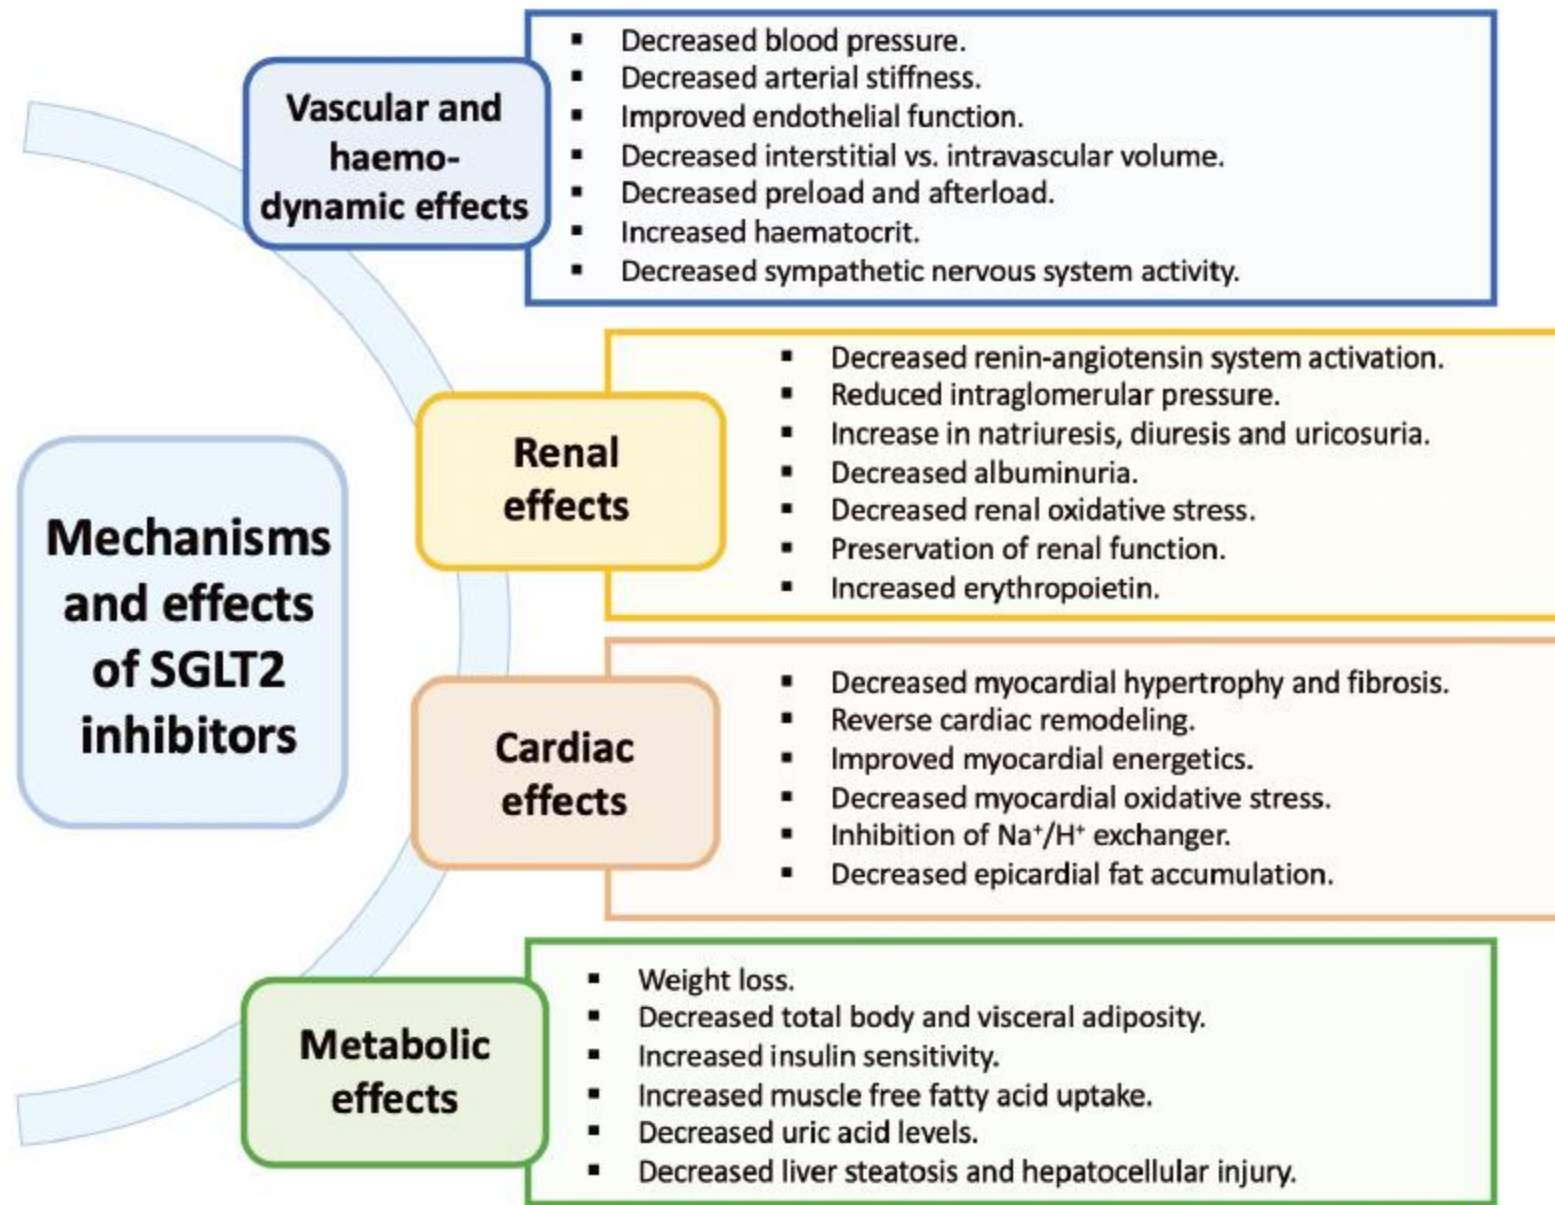 Mechanisms
and effects
of SGLT2
inhibitors
Vascular and
haemo-
dynamic effects
▪ Decreased blood pressure.
▪ Decreased arterial stiffness.
▪ Improved endothelial function.
▪ Decreased interstitial vs. intravascular volume.
▪ Decreased preload and afterload.
▪ Increased haematocrit.
▪ Decreased sympathetic nervous system activity.
Renal
effects
▪ Decreased renin-angiotensin system activation.
▪ Reduced intraglomerular pressure.
▪ Increase in natriuresis, diuresis and uricosuria.
▪ Decreased albuminuria.
▪ Decreased renal oxidative stress.
▪ Preservation of renal function.
▪ Increased erythropoietin.
Cardiac
effects
▪ Decreased myocardial hypertrophy and fibrosis.
▪ Reverse cardiac remodeling.
▪ Improved myocardial energetics.
▪ Decreased myocardial oxidative stress.
▪ Inhibition of Na⁺/H⁺ exchanger.
▪ Decreased epicardial fat accumulation.
Metabolic
effects
▪ Weight loss.
▪ Decreased total body and visceral adiposity.
▪ Increased insulin sensitivity.
▪ Increased muscle free fatty acid uptake.
▪ Decreased uric acid levels.
▪ Decreased liver steatosis and hepatocellular injury.